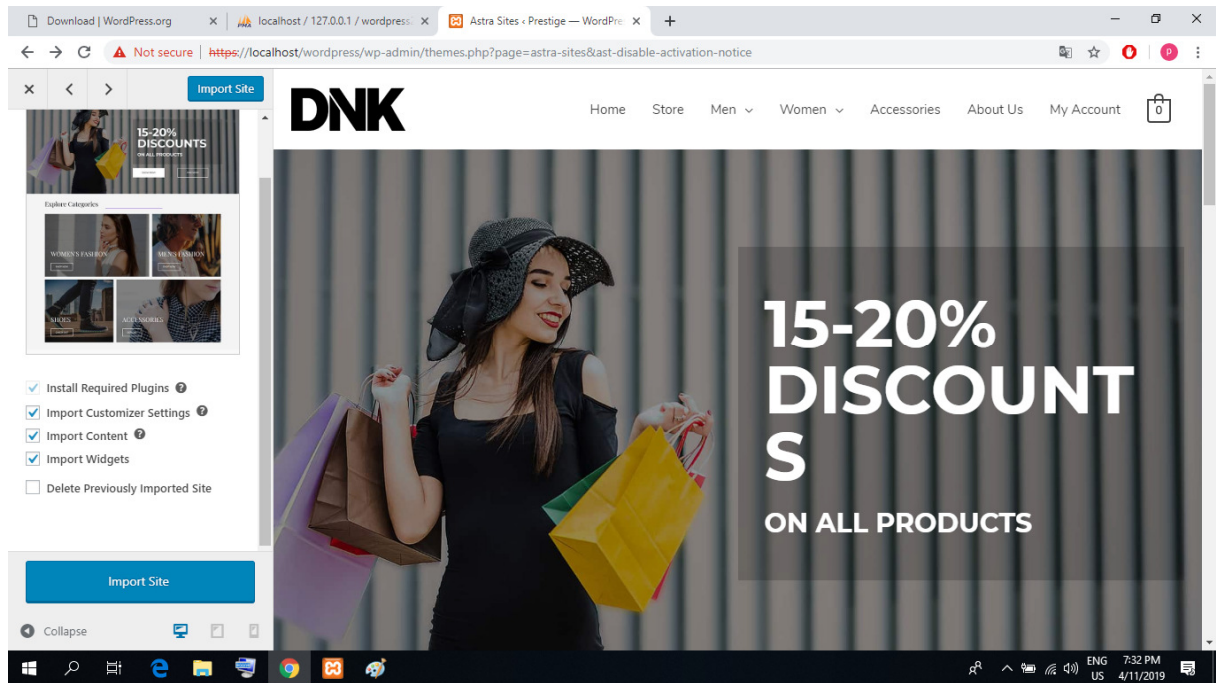 Download | WordPress.org
localhost / 127.0.0.1 / wordpress
Astra Sites ‹ Prestige — WordPre
Not secure | https://localhost/wordpress/wp-admin/themes.php?page=astra-sites&ast-disable-activation-notice
P
Import Site
15-20%
DISCOUNTS
ON ALL PRODUCTS
Explore Categories
WOMEN'S FASHION
MEN'S FASHION
SHOES
ACCESSORIES
Install Required Plugins
Import Customizer Settings
Import Content
Import Widgets
Delete Previously Imported Site
Import Site
Collapse
DNK
Home Store Men Women Accessories About Us My Account 0
15-20%
DISCOUNT
S
ON ALL PRODUCTS
ENG
US
7:32 PM
4/11/2019